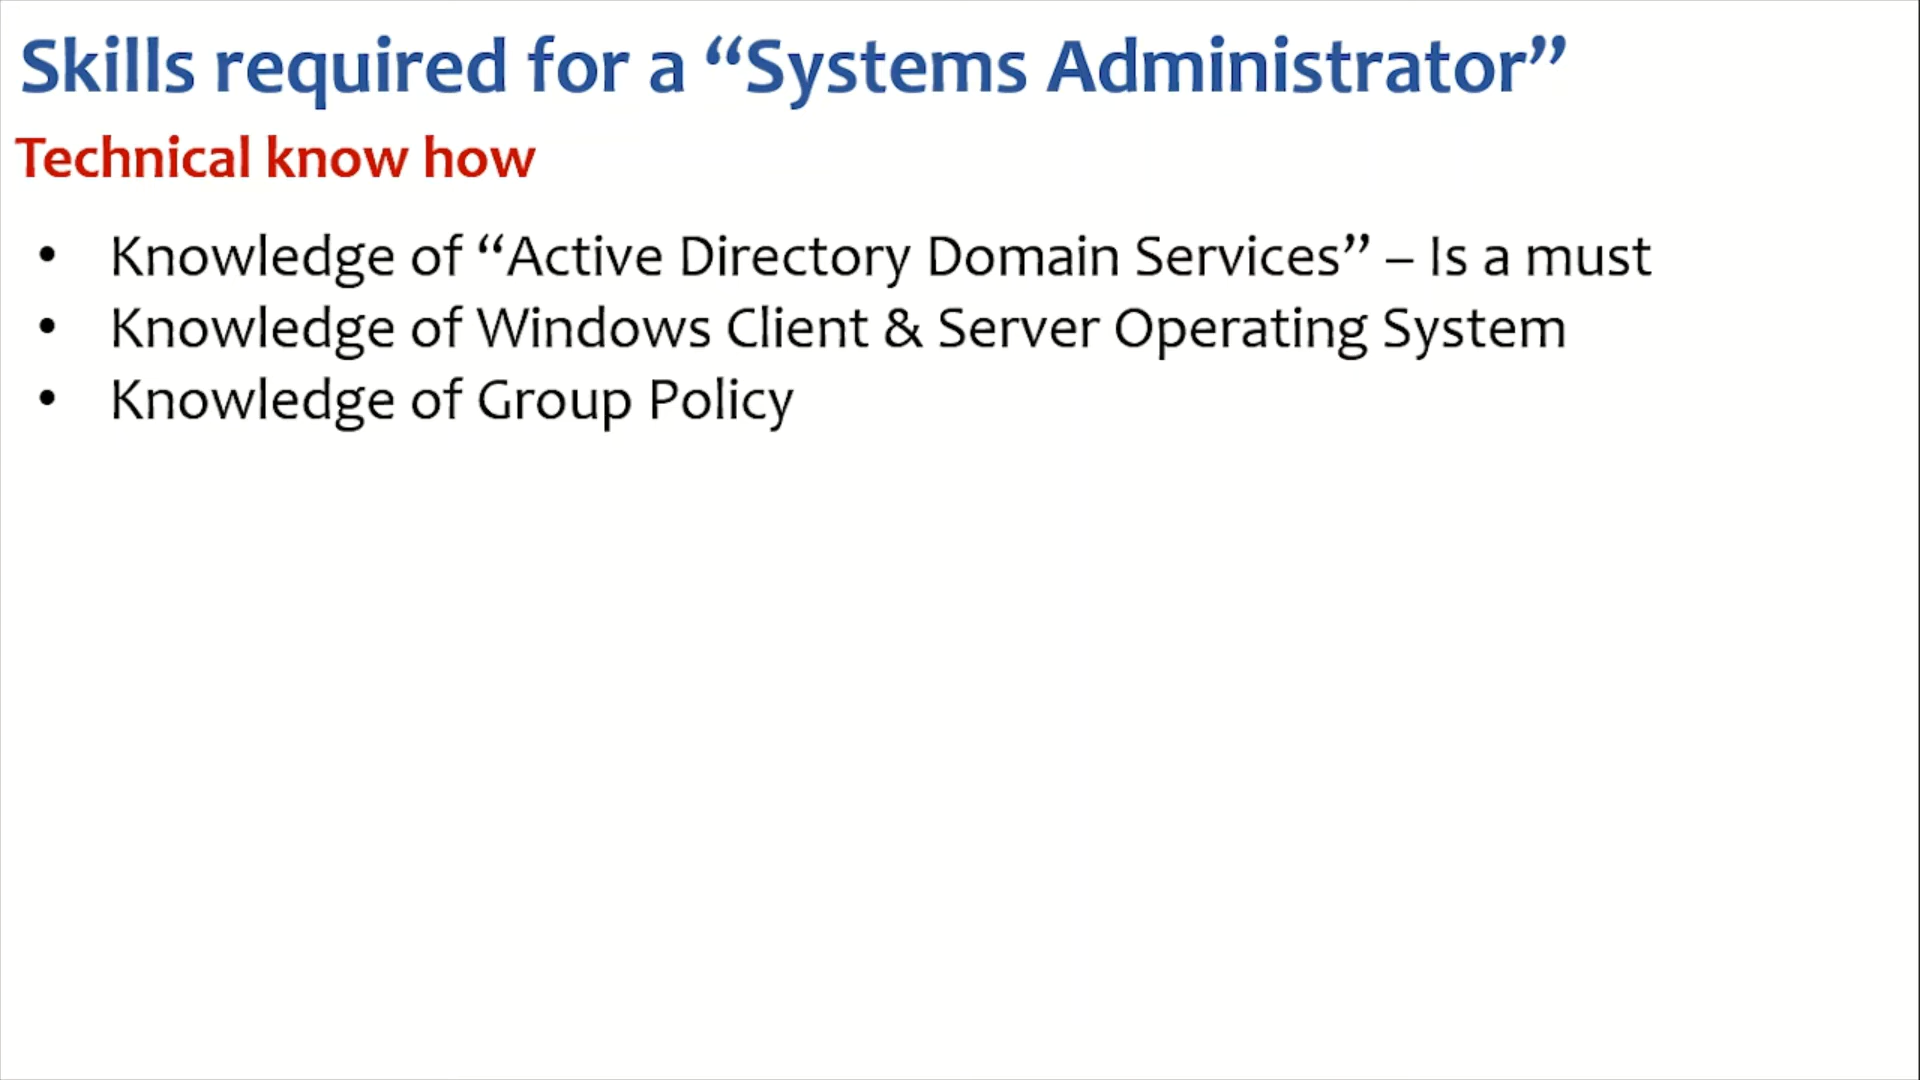 Skills required for a “Systems Administrator”
Technical know how
• Knowledge of “Active Directory Domain Services” – Is a must
• Knowledge of Windows Client & Server Operating System
• Knowledge of Group Policy